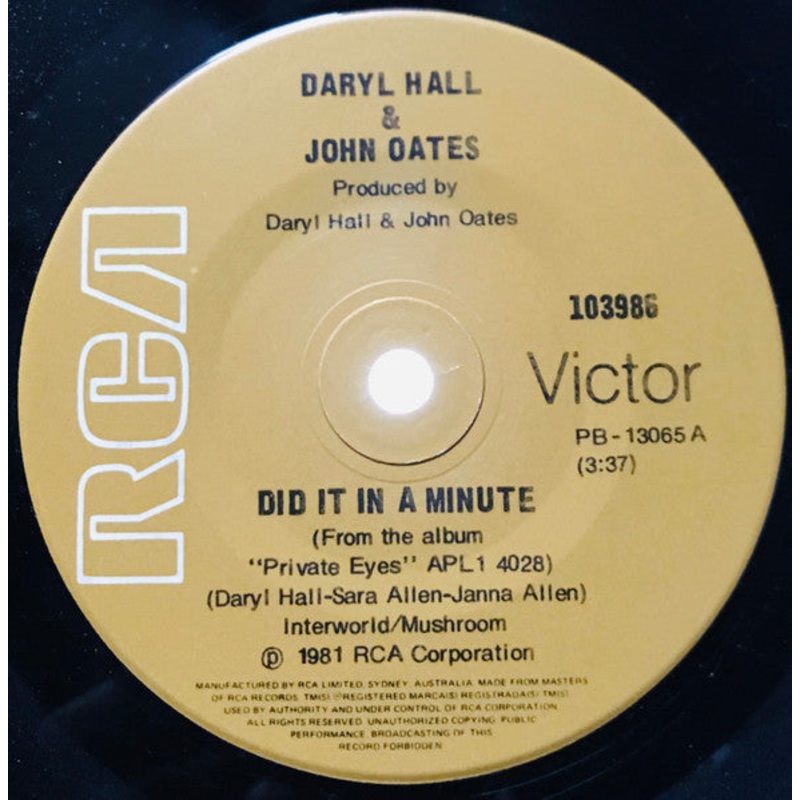 DARYL HALL
&
JOHN OATES
Produced by
Daryl Hall & John Oates
RCA
103986
Victor
PB-13065 A
(3:37)
DID IT IN A MINUTE
(From the album
"Private Eyes" APL1 4028)
(Daryl Hall-Sara Allen-Janna Allen)
Interworld/Mushroom
℗ 1981 RCA Corporation
MANUFACTURED BY RCA LIMITED, SYDNEY, AUSTRALIA. MADE FROM MASTERS
OF RCA RECORDS. TM(S) ®REGISTERED MARCA(S) REGISTRADA(S) TM(S)
USED BY AUTHORITY AND UNDER CONTROL OF RCA CORPORATION
ALL RIGHTS RESERVED. UNAUTHORIZED COPYING, PUBLIC
PERFORMANCE, BROADCASTING OF THIS
RECORD FORBIDDEN